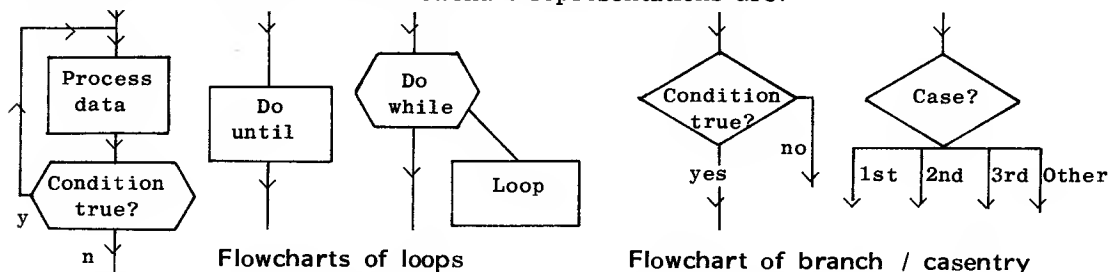 Process
data
Condition
true?
y
n
Do
until
Do
while
Loop
Flowcharts of loops
Condition
true?
no
yes
Case?
1st 2nd 3rd Other
Flowchart of branch / casentry